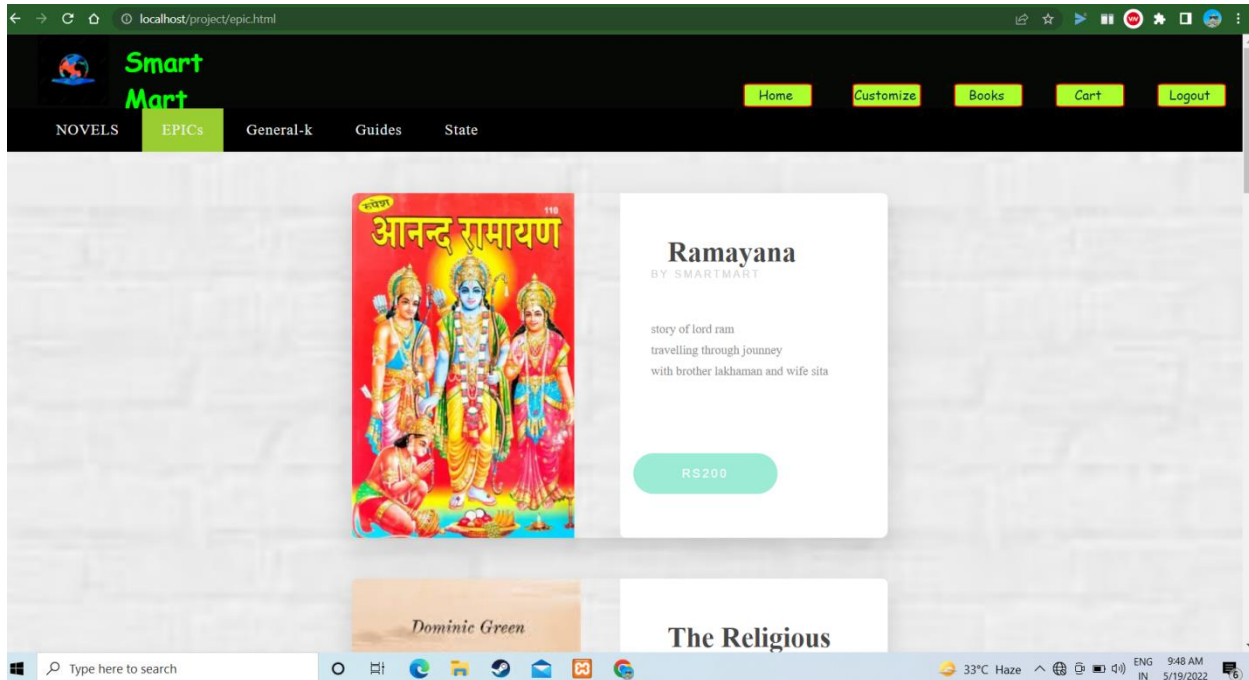 localhost/project/epic.html
Smart
Mart
Home Customize Books Cart Logout
NOVELS EPICs General-k Guides State
रुपेश
110
आनन्द रामायण
Ramayana
BY SMARTMART
story of lord ram
travelling through jounney
with brother lakhaman and wife sita
RS200
Dominic Green
The Religious
Type here to search
33°C Haze
ENG
IN
9:48 AM
5/19/2022
6